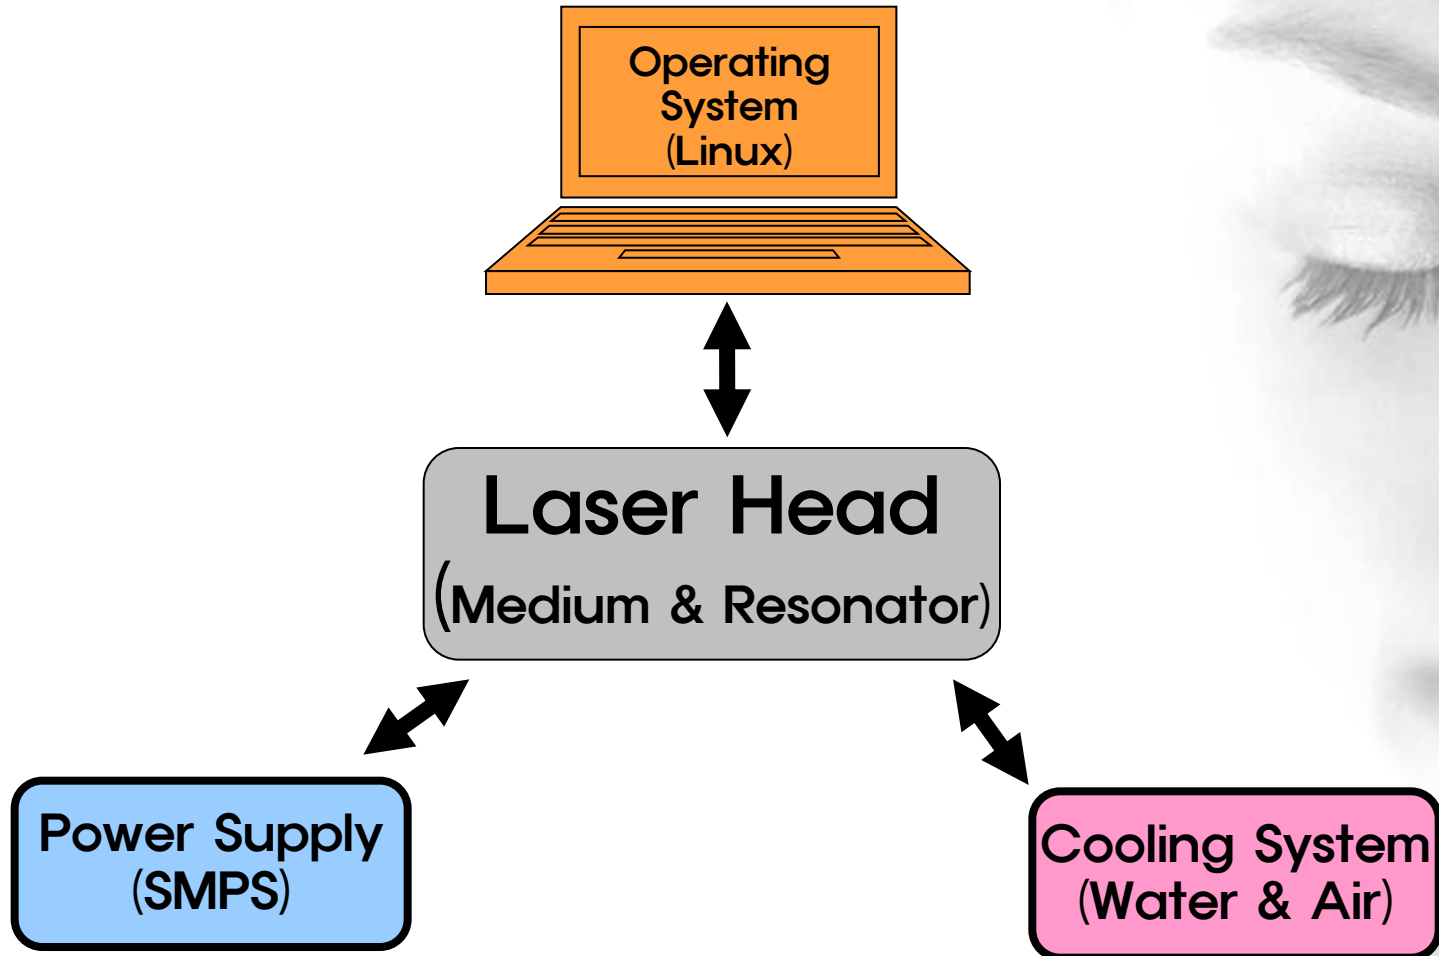 Operating
System
(Linux)
Laser Head
(Medium & Resonator)
Power Supply
(SMPS)
Cooling System
(Water & Air)